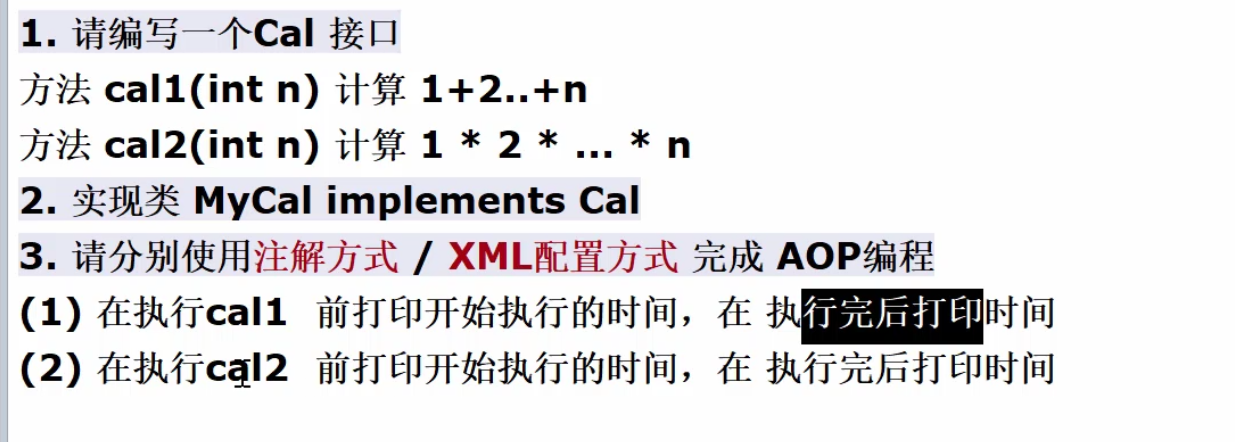 1. 请编写一个Cal 接口
方法 cal1(int n) 计算 1+2..+n
方法 cal2(int n) 计算 1 * 2 * ... * n
2. 实现类 MyCal implements Cal
3. 请分别使用注解方式 / XML配置方式 完成 AOP编程
(1) 在执行cal1 前打印开始执行的时间，在 执行完后打印时间
(2) 在执行cal2 前打印开始执行的时间，在 执行完后打印时间